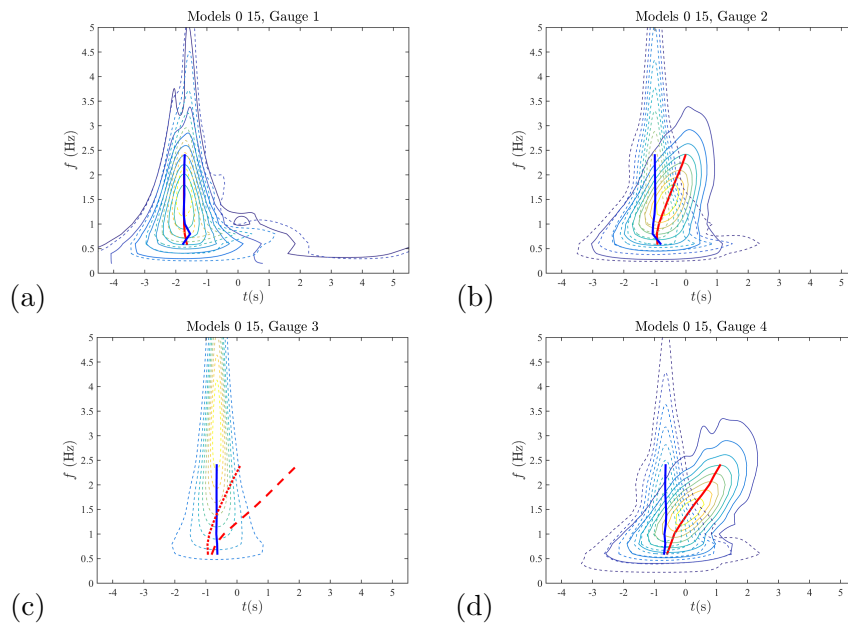 Models 0 15, Gauge 1
5
4.5
4
3.5
3
2.5
2
1.5
1
0.5
0
f (Hz)
-4 -3 -2 -1 0 1 2 3 4 5
t(s)
(a)
Models 0 15, Gauge 2
5
4.5
4
3.5
3
2.5
2
1.5
1
0.5
0
f (Hz)
-4 -3 -2 -1 0 1 2 3 4 5
t(s)
(b)
Models 0 15, Gauge 3
5
4.5
4
3.5
3
2.5
2
1.5
1
0.5
0
f (Hz)
-4 -3 -2 -1 0 1 2 3 4 5
t(s)
(c)
Models 0 15, Gauge 4
5
4.5
4
3.5
3
2.5
2
1.5
1
0.5
0
f (Hz)
-4 -3 -2 -1 0 1 2 3 4 5
t(s)
(d)